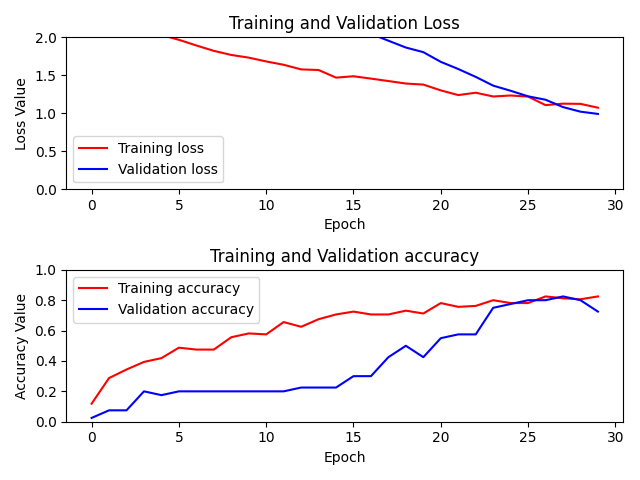 Training and Validation Loss
Loss Value
2.0
1.5
1.0
0.5
0.0
Training loss
Validation loss
0 5 10 15 20 25 30
Epoch
Training and Validation accuracy
Accuracy Value
1.0
0.8
0.6
0.4
0.2
0.0
Training accuracy
Validation accuracy
0 5 10 15 20 25 30
Epoch